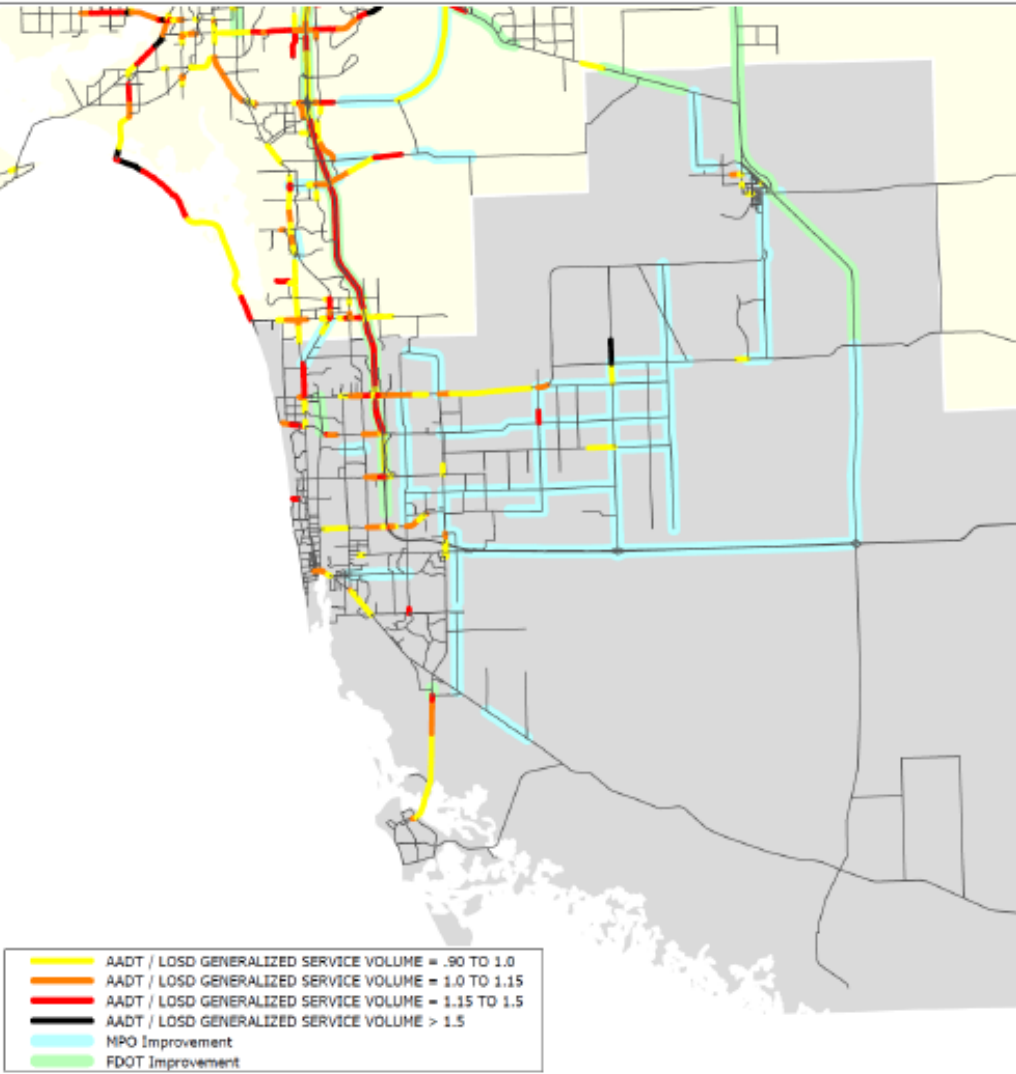 AADT / LOSD GENERALIZED SERVICE VOLUME = .90 TO 1.0
AADT / LOSD GENERALIZED SERVICE VOLUME = 1.0 TO 1.15
AADT / LOSD GENERALIZED SERVICE VOLUME = 1.15 TO 1.5
AADT / LOSD GENERALIZED SERVICE VOLUME > 1.5
MPO Improvement
FDOT Improvement